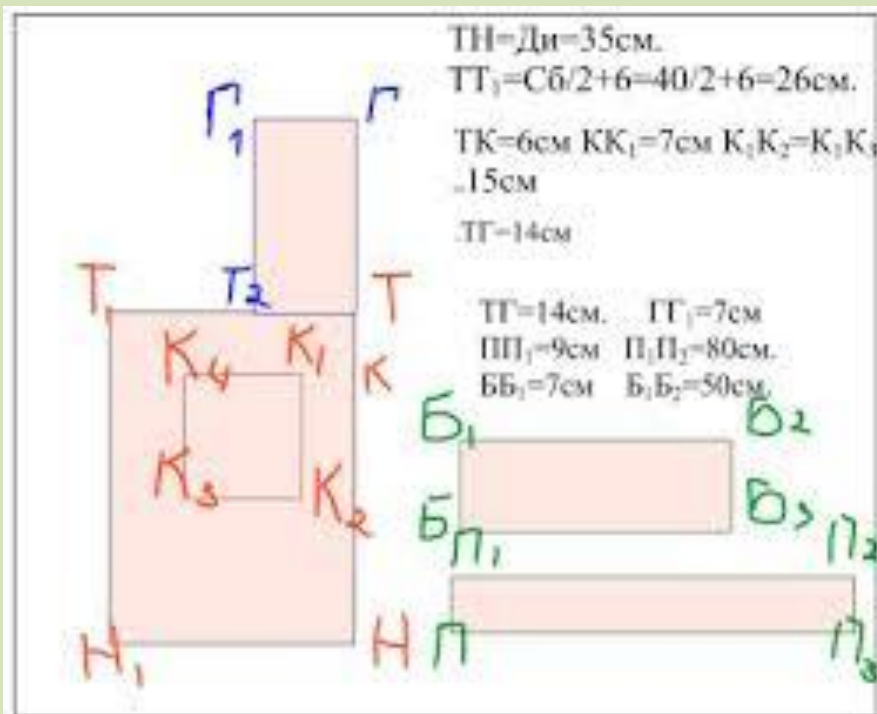 ТН=Ди=35см.
ТТ₁=Сб/2+6=40/2+6=26см.
ТК=6см КК₁=7см К₁К₂=К₁К₃
.15см
.ТГ=14см
ТГ=14см. ГГ₁=7см
ПП₁=9см П₁П₂=80см.
ББ₁=7см Б₁Б₂=50см.
Г₁ Г
Т₁ Т₂ Т
К₄ К₁ К
К₃ К₂
Н₁ Н
Б₁ Б₂
Б Б₃
П₁ П₂
П П₃